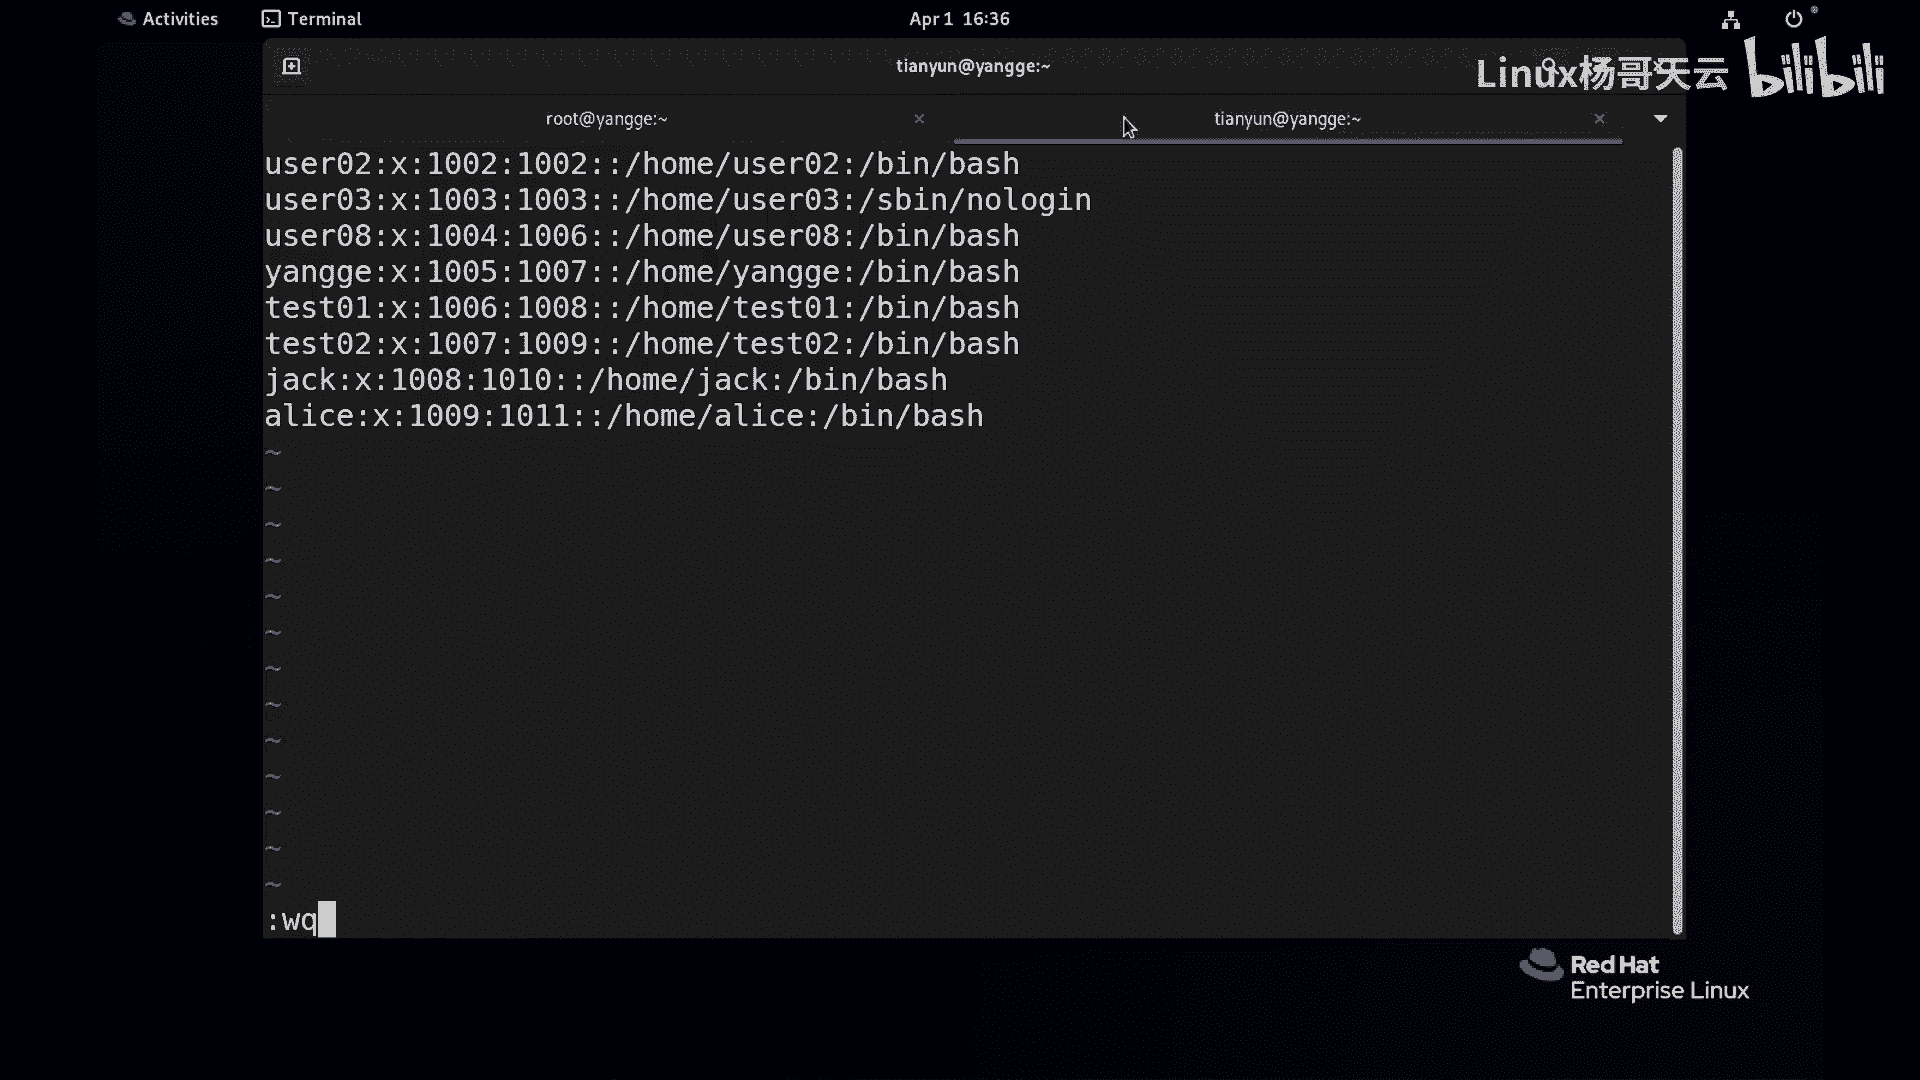 Activities Terminal Apr 1 16:36
tianyun@yangge:~
Linux杨哥天云 bilibili
root@yangge:~ × tianyun@yangge:~ ×
user02:x:1002:1002::/home/user02:/bin/bash
user03:x:1003:1003::/home/user03:/sbin/nologin
user08:x:1004:1006::/home/user08:/bin/bash
yangge:x:1005:1007::/home/yangge:/bin/bash
test01:x:1006:1008::/home/test01:/bin/bash
test02:x:1007:1009::/home/test02:/bin/bash
jack:x:1008:1010::/home/jack:/bin/bash
alice:x:1009:1011::/home/alice:/bin/bash
~
~
~
~
~
~
~
~
~
~
~
~
~
:wq
Red Hat
Enterprise Linux